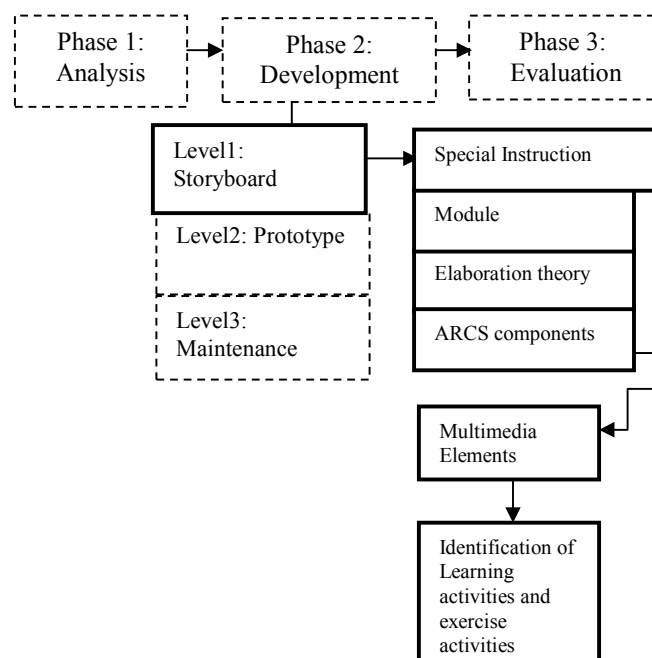 Phase 1:
Analysis
Phase 2:
Development
Phase 3:
Evaluation
Level1:
Storyboard
Special Instruction
Level2: Prototype
Module
Elaboration theory
Level3:
Maintenance
ARCS components
Multimedia
Elements
Identification of
Learning
activities and
exercise
activities